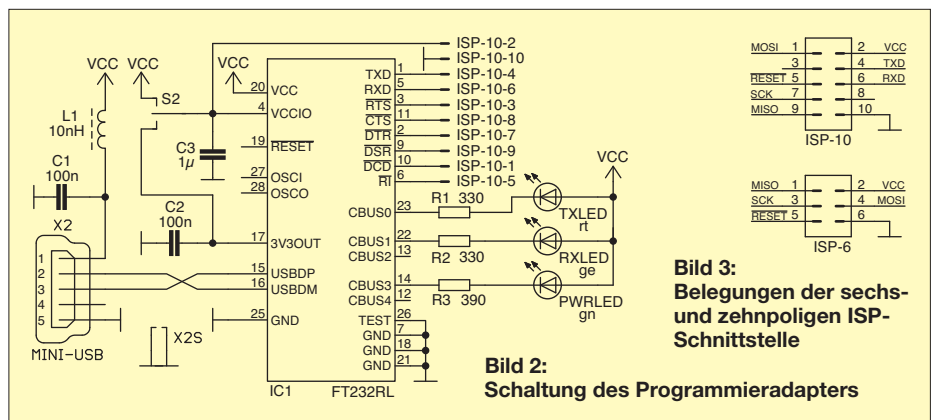 VCC
VCC
VCC
S2
L1
10nH
C1
100n
X2
1
2
3
4
5
MINI-USB
X2S
C2
100n
C3
1µ
20 VCC
4 VCCIO
19 RESET
27 OSCI
28 OSCO
17 3V3OUT
15 USBDP
16 USBDM
25 GND
IC1
FT232RL
ISP-10-2
ISP-10-10
TXD 1 ISP-10-4
RXD 5 ISP-10-6
RTS 3 ISP-10-3
CTS 11 ISP-10-8
DTR 2 ISP-10-7
DSR 9 ISP-10-9
DCD 10 ISP-10-1
RI 6 ISP-10-5
CBUS0 23
CBUS1 22
CBUS2 13
CBUS3 14
CBUS4 12
TEST 26
GND 7
GND 18
GND 21
R1 330
R2 330
R3 390
VCC
TXLED
rt
RXLED
ge
PWRLED
gn
MOSI 1 2 VCC
3 4 TXD
RESET 5 6 RXD
SCK 7 8
MISO 9 10
ISP-10
MISO 1 2 VCC
SCK 3 4 MOSI
RESET 5 6
ISP-6
Bild 3:
Belegungen der sechs-
und zehnpoligen ISP-
Schnittstelle
Bild 2:
Schaltung des Programmieradapters